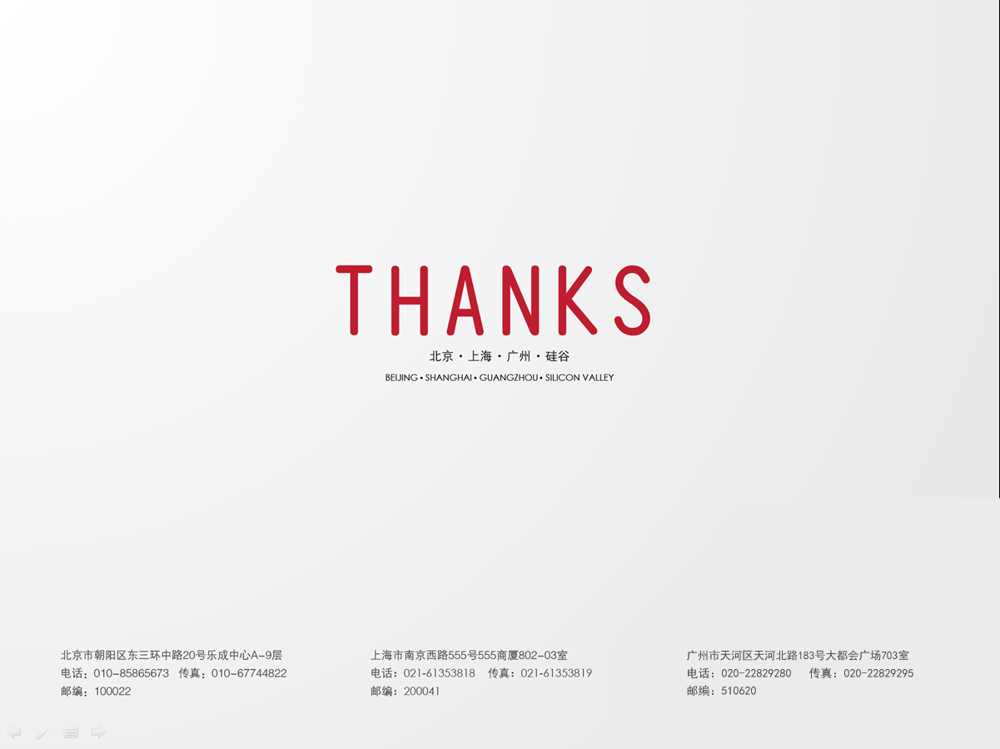 THANKS
北京·上海·广州·硅谷
BEIJING•SHANGHAI•GUANGZHOU•SILICON VALLEY
北京市朝阳区东三环中路20号乐成中心A-9层
电话：010-85865673 传真：010-67744822
邮编：100022
上海市南京西路555号555商厦802-03室
电话：021-61353818 传真：021-61353819
邮编：200041
广州市天河区天河北路183号大都会广场703室
电话：020-22829280 传真：020-22829295
邮编：510620